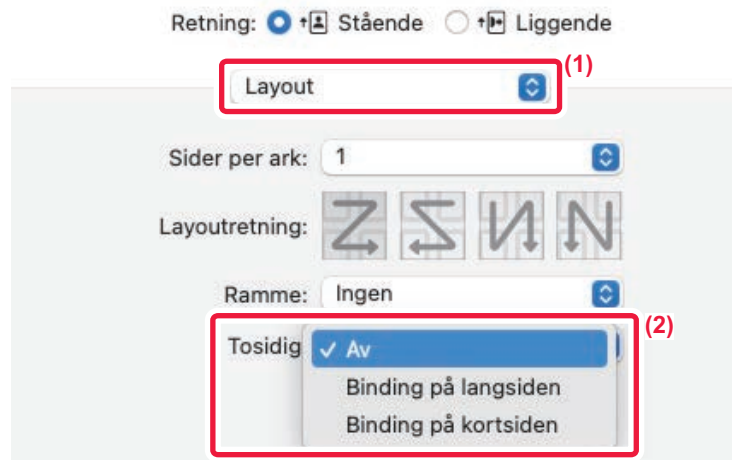 Retning: Stående Liggende
(1)
Layout
Sider per ark: 1
Layoutretning:
Ramme: Ingen
(2)
Tosidig ✓ Av
Binding på langsiden
Binding på kortsiden